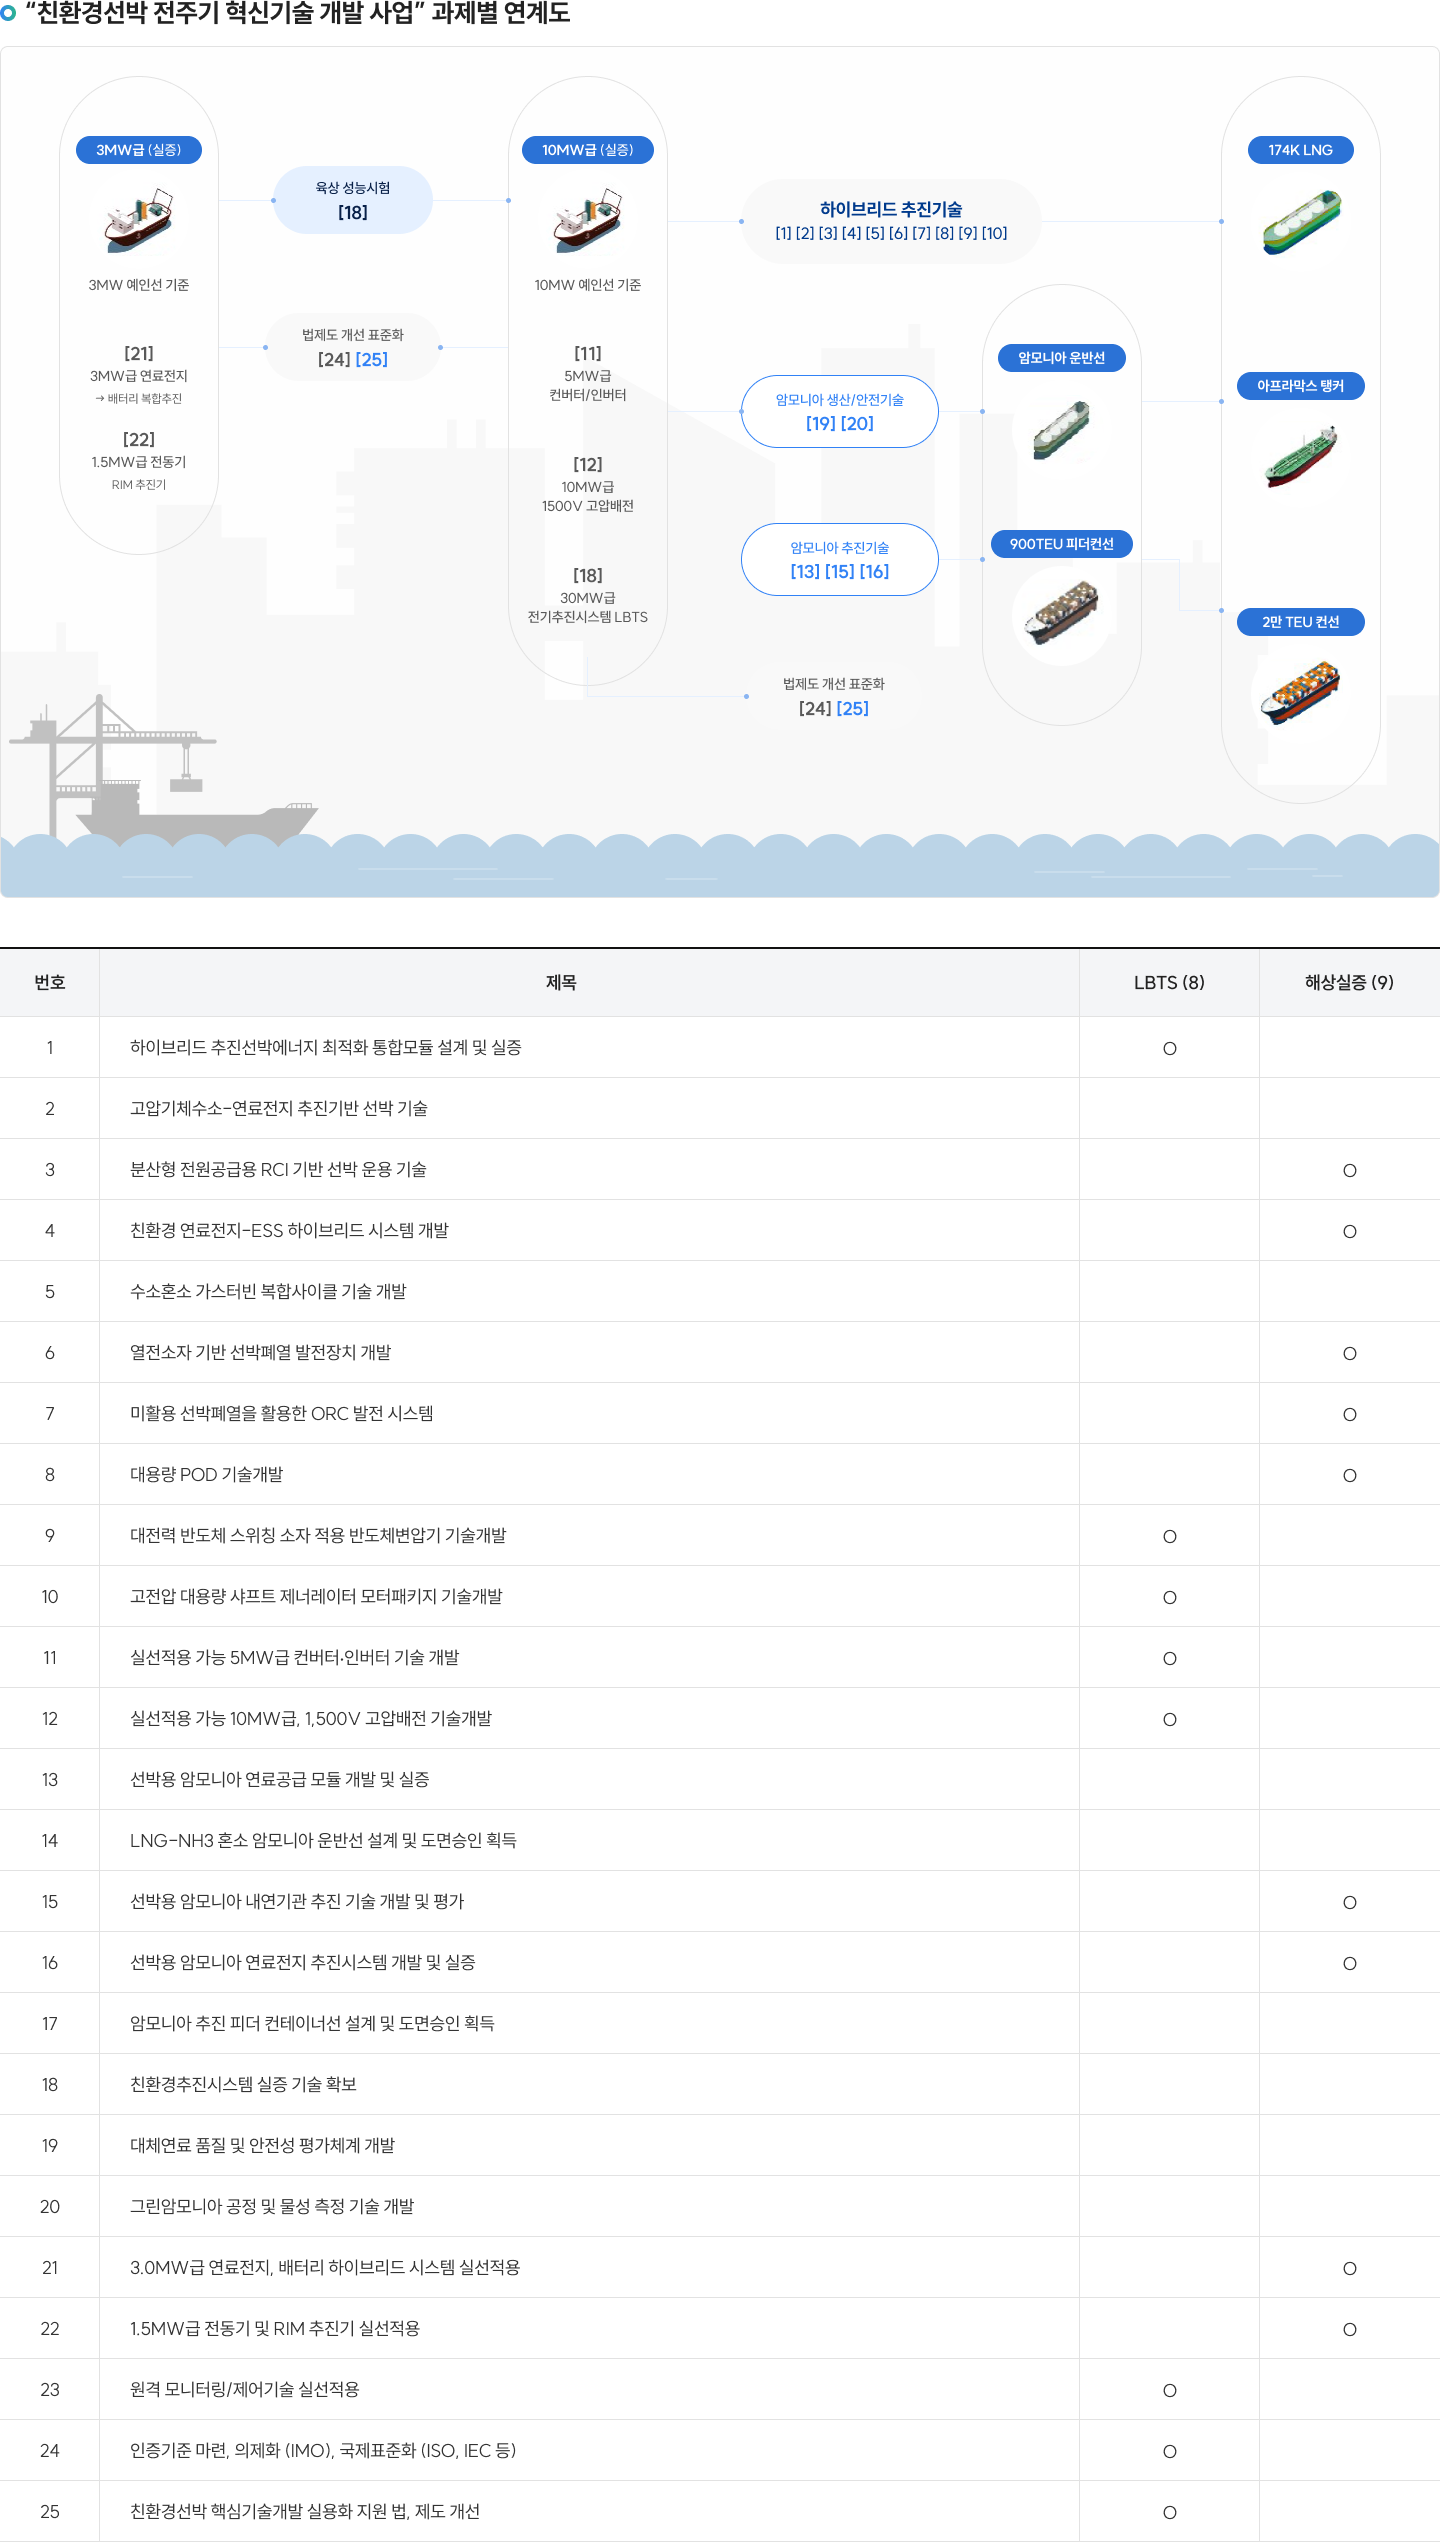 “친환경선박 전주기 혁신기술 개발 사업” 과제별 연계도
3MW급 (실증)
3MW 예인선 기준
[21]
3MW급 연료전지
→ 배터리 복합추진
[22]
1.5MW급 전동기
RIM 추진기
육상 성능시험
[18]
법제도 개선 표준화
[24] [25]
10MW급 (실증)
10MW 예인선 기준
[11]
5MW급
컨버터/인버터
[12]
10MW급
1500V 고압배전
[18]
30MW급
전기추진시스템 LBTS
하이브리드 추진기술
[1] [2] [3] [4] [5] [6] [7] [8] [9] [10]
암모니아 생산/안전기술
[19] [20]
암모니아 추진기술
[13] [15] [16]
법제도 개선 표준화
[24] [25]
암모니아 운반선
900TEU 피더컨선
174K LNG
아프라막스 탱커
2만 TEU 컨선
번호 제목 LBTS (8) 해상실증 (9)
1 하이브리드 추진선박에너지 최적화 통합모듈 설계 및 실증 O
2 고압기체수소-연료전지 추진기반 선박 기술
3 분산형 전원공급용 RCI 기반 선박 운용 기술 O
4 친환경 연료전지-ESS 하이브리드 시스템 개발 O
5 수소혼소 가스터빈 복합사이클 기술 개발
6 열전소자 기반 선박폐열 발전장치 개발 O
7 미활용 선박폐열을 활용한 ORC 발전 시스템 O
8 대용량 POD 기술개발 O
9 대전력 반도체 스위칭 소자 적용 반도체변압기 기술개발 O
10 고전압 대용량 샤프트 제너레이터 모터패키지 기술개발 O
11 실선적용 가능 5MW급 컨버터·인버터 기술 개발 O
12 실선적용 가능 10MW급, 1,500V 고압배전 기술개발 O
13 선박용 암모니아 연료공급 모듈 개발 및 실증
14 LNG-NH3 혼소 암모니아 운반선 설계 및 도면승인 획득
15 선박용 암모니아 내연기관 추진 기술 개발 및 평가 O
16 선박용 암모니아 연료전지 추진시스템 개발 및 실증 O
17 암모니아 추진 피더 컨테이너선 설계 및 도면승인 획득
18 친환경추진시스템 실증 기술 확보
19 대체연료 품질 및 안전성 평가체계 개발
20 그린암모니아 공정 및 물성 측정 기술 개발
21 3.0MW급 연료전지, 배터리 하이브리드 시스템 실선적용 O
22 1.5MW급 전동기 및 RIM 추진기 실선적용 O
23 원격 모니터링/제어기술 실선적용 O
24 인증기준 마련, 의제화 (IMO), 국제표준화 (ISO, IEC 등) O
25 친환경선박 핵심기술개발 실용화 지원 법, 제도 개선 O